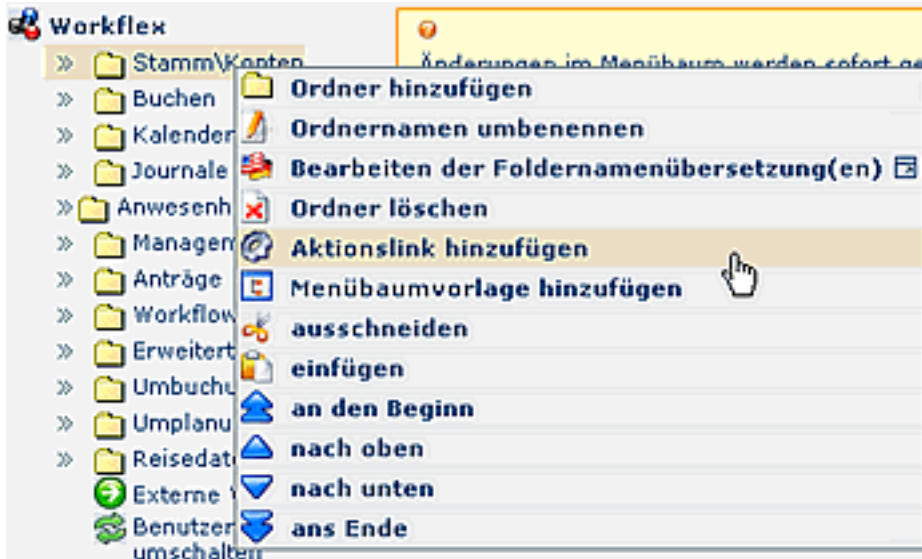 Workflex
Stamm\Konten
Änderungen im Menübaum werden sofort ge
Buchen
Kalender
Journale
Anwesenh
Managem
Anträge
Workflow
Erweitert
Umbuchu
Umplanu
Reisedat
Externe
Benutzer
umschalten
Ordner hinzufügen
Ordnernamen umbenennen
Bearbeiten der Foldernamenübersetzung(en)
Ordner löschen
Aktionslink hinzufügen
Menübaumvorlage hinzufügen
ausschneiden
einfügen
an den Beginn
nach oben
nach unten
ans Ende